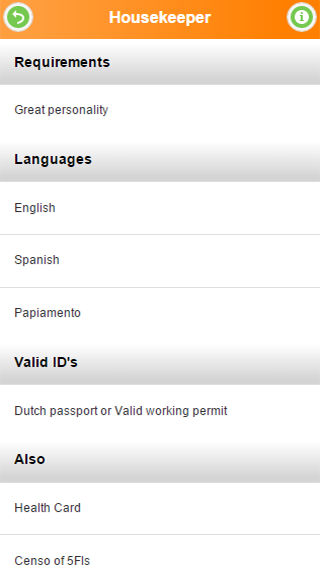 Housekeeper
Requirements
Great personality
Languages
English
Spanish
Papiamento
Valid ID's
Dutch passport or Valid working permit
Also
Health Card
Censo of 5Fls